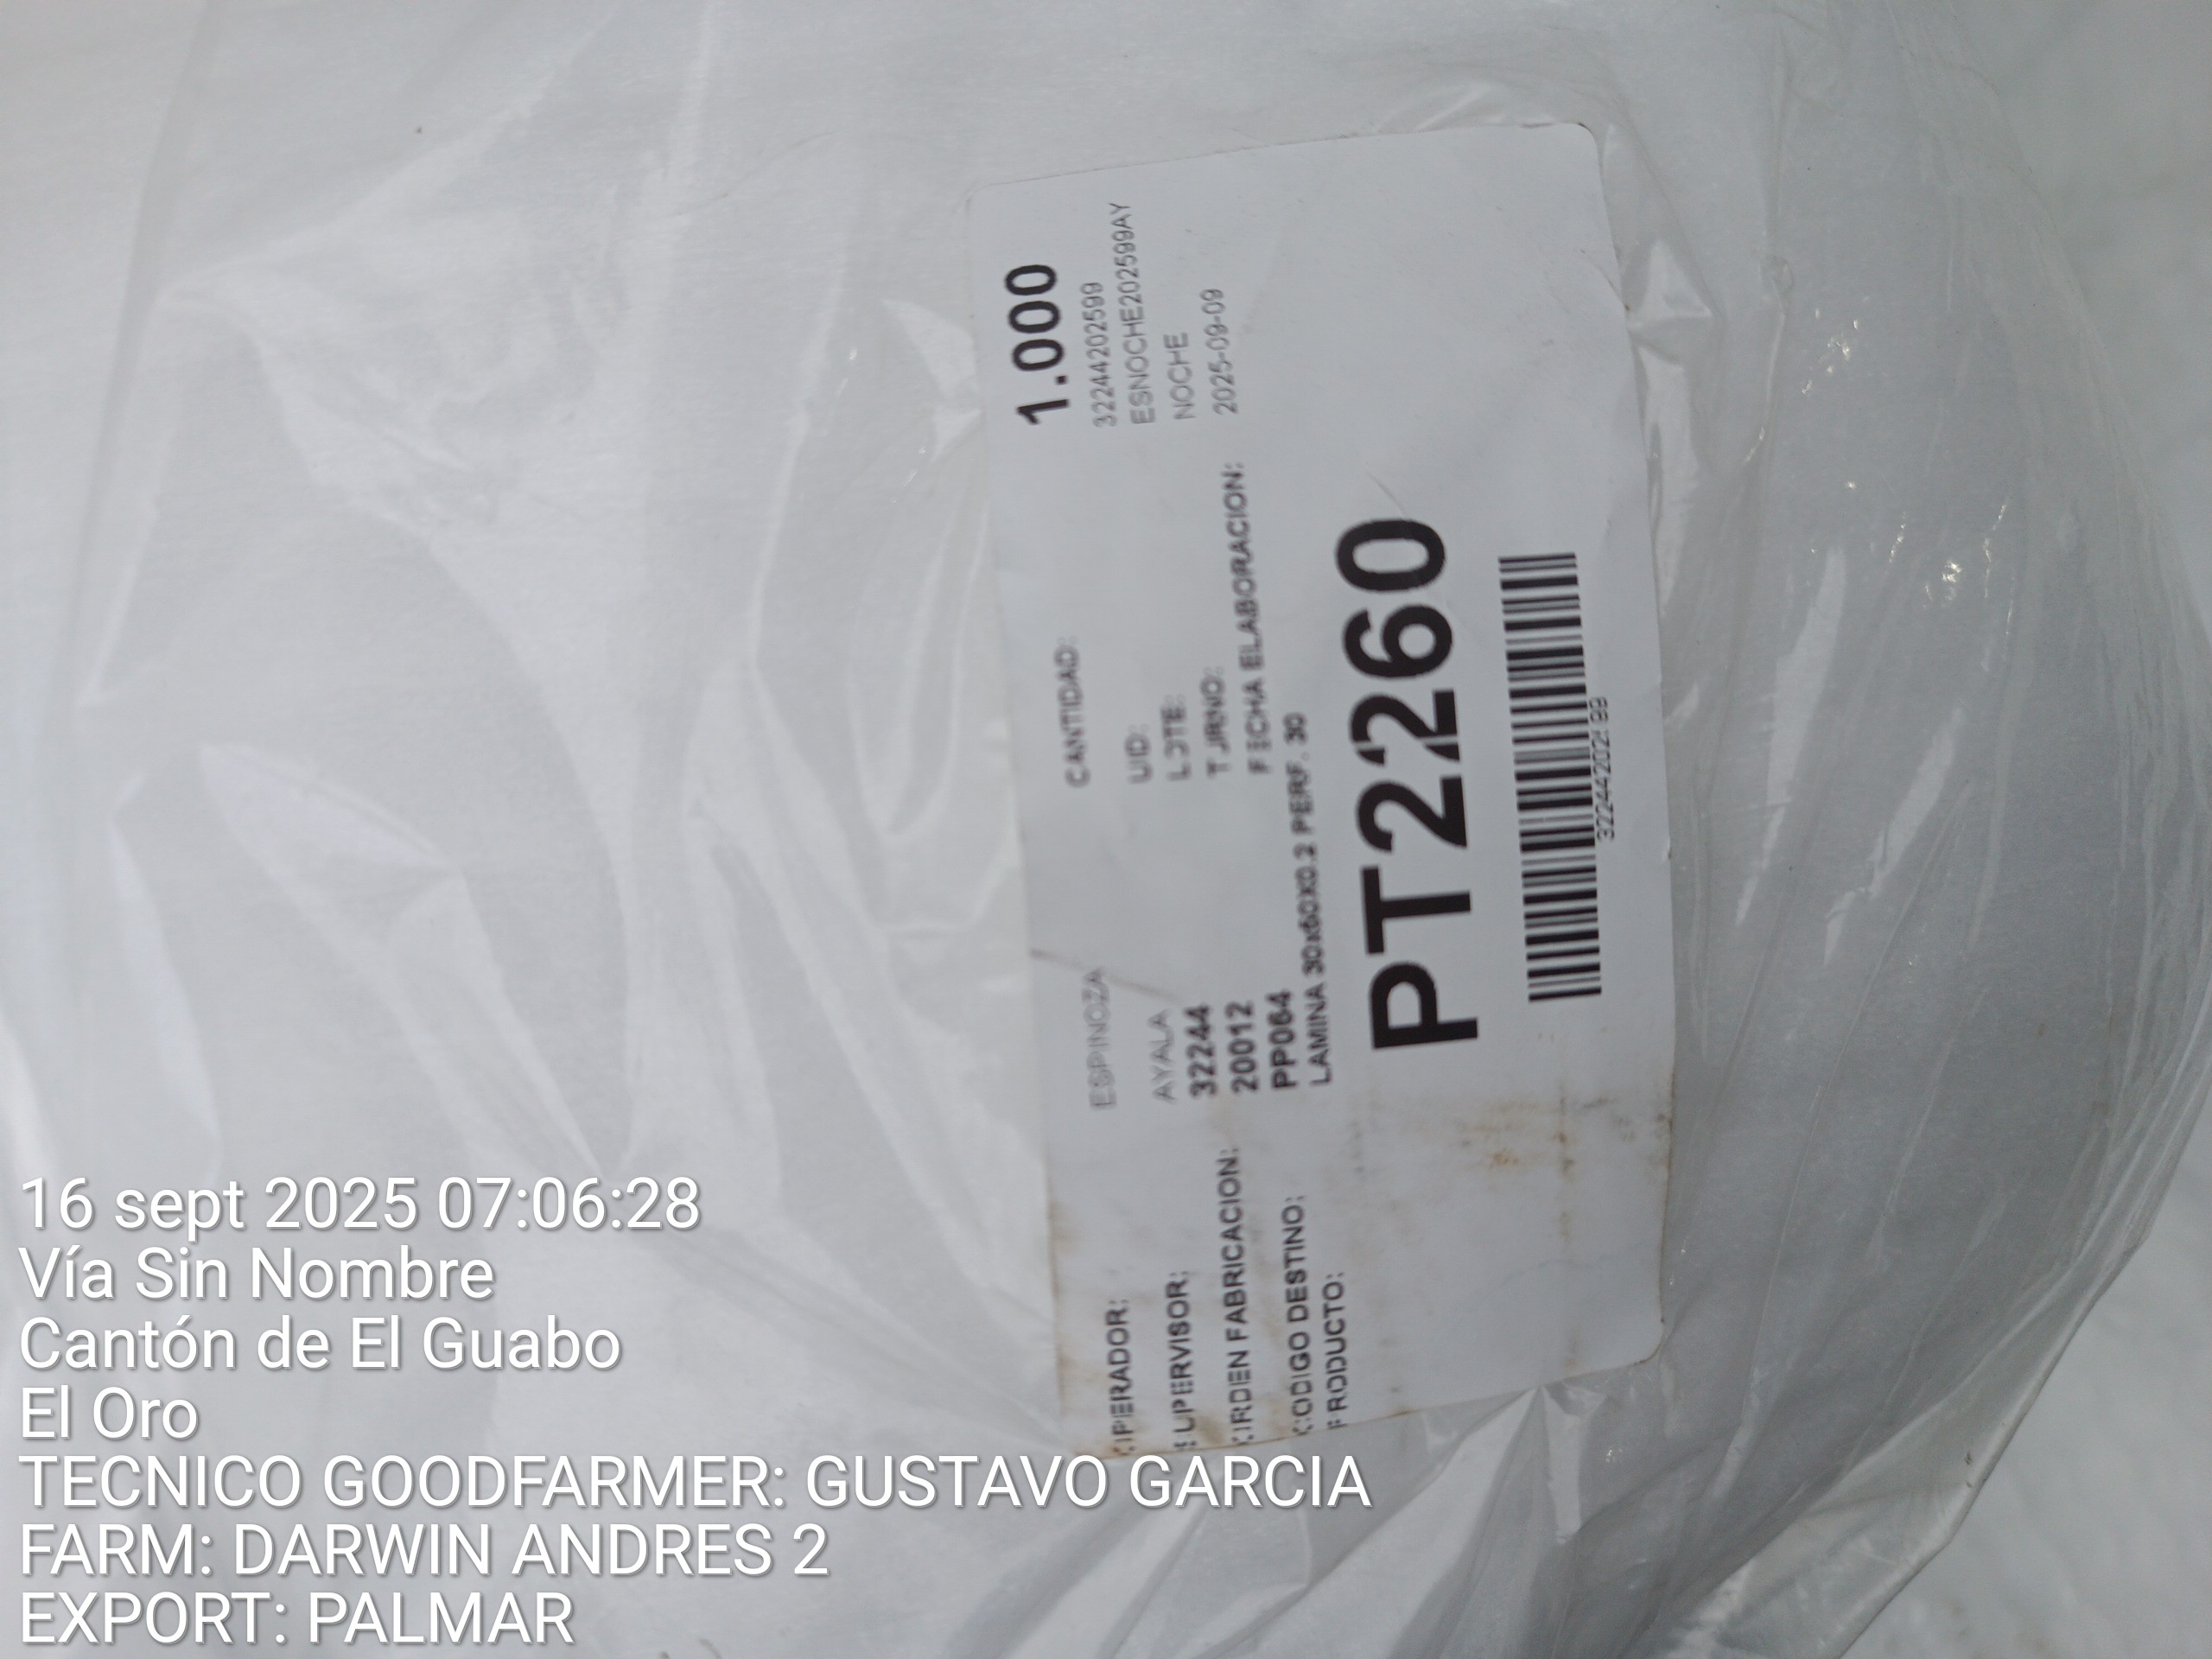 OPERADOR: ESPINOZA CANTIDAD: 1.000
SUPERVISOR: AYALA UID: 32244202599
ORDEN FABRICACION: 32244 LOTE: ESNOCHE202599AY
20012 TURNO: NOCHE
CODIGO DESTINO: PP064 FECHA ELABORACION: 2025-09-09
PRODUCTO: LAMINA 30x60X0.2 PERF. 30
PT2260
32244202599
16 sept 2025 07:06:28
Vía Sin Nombre
Cantón de El Guabo
El Oro
TECNICO GOODFARMER: GUSTAVO GARCIA
FARM: DARWIN ANDRES 2
EXPORT: PALMAR